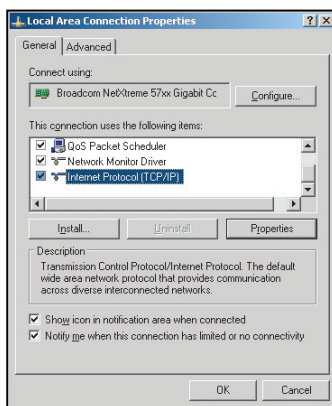 Local Area Connection Properties
General
Advanced
Connect using:
Broadcom NetXtreme 57xx Gigabit Cc
Configure...
This connection uses the following items:
QoS Packet Scheduler
Network Monitor Driver
Internet Protocol (TCP/IP)
Install...
Uninstall
Properties
Description
Transmission Control Protocol/Internet Protocol. The default
wide area network protocol that provides communication
across diverse interconnected networks.
Show icon in notification area when connected
Notify me when this connection has limited or no connectivity
OK
Cancel